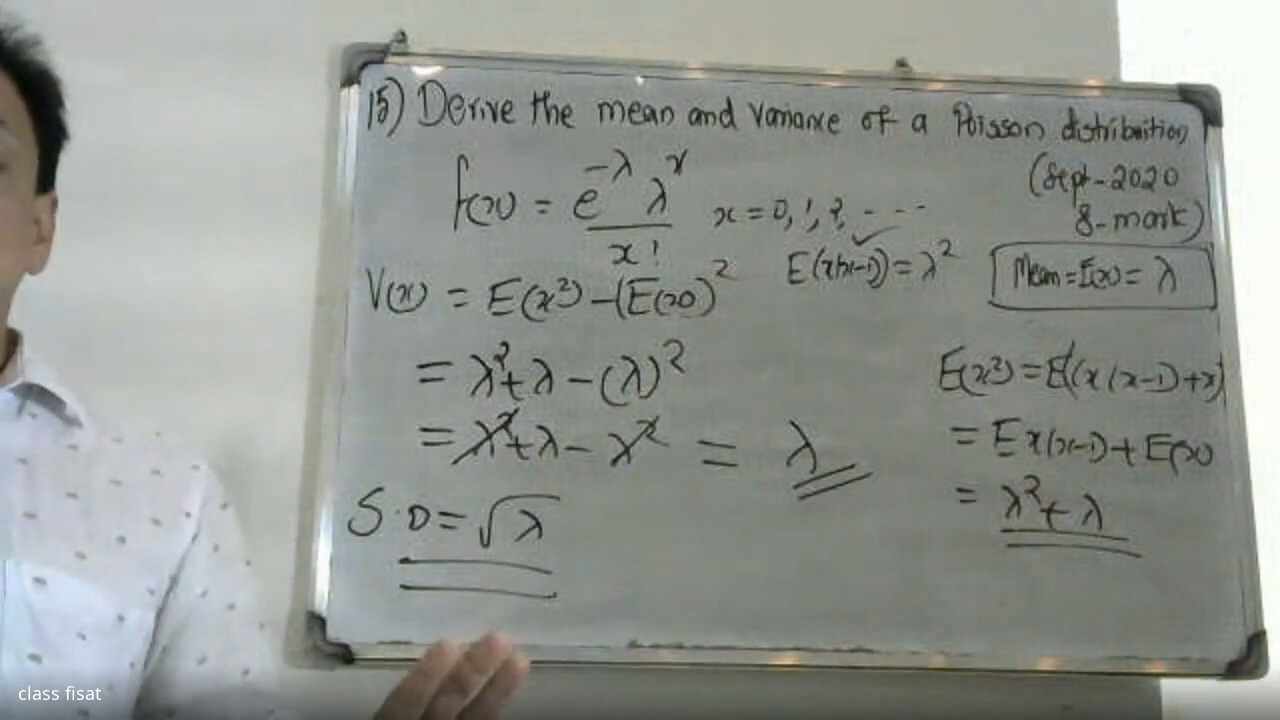 15) Derive the mean and Variance of a Poisson distribution
(Sept-2020
8-mark)
f(x) = e^{-λ} λ^x / x! x = 0, 1, 2, - - - -
E(x(x-1)) = λ²
Mean = E(x) = λ
V(x) = E(x²) - (E(x))²
= λ² + λ - (λ)²
= λ² + λ - λ² = λ
S.D = √λ
E(x²) = E((x(x-1)+x)
= E x(x-1) + E(x)
= λ² + λ
class fisat